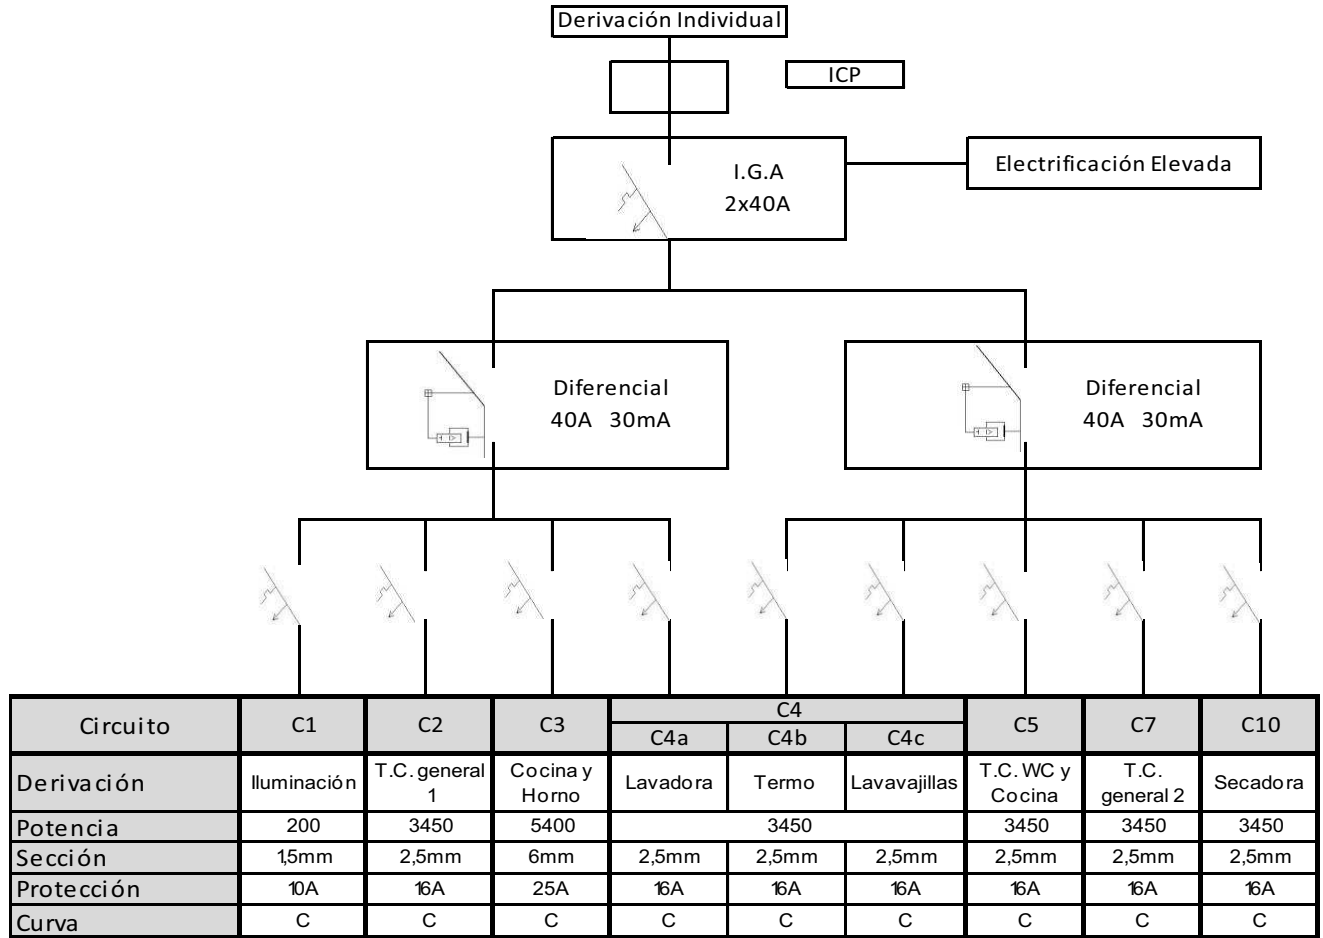 Derivación Individual
ICP
I.G.A
2x40A
Electrificación Elevada
Diferencial
40A 30mA
Diferencial
40A 30mA
Circuito C1 C2 C3 C4 C5 C7 C10
C4a C4b C4c
Derivación Iluminación T.C. general 1 Cocina y Horno Lavadora Termo Lavavajillas T.C. WC y Cocina T.C. general 2 Secadora
Potencia 200 3450 5400 3450 3450 3450 3450
Sección 1,5mm 2,5mm 6mm 2,5mm 2,5mm 2,5mm 2,5mm 2,5mm 2,5mm
Protección 10A 16A 25A 16A 16A 16A 16A 16A 16A
Curva C C C C C C C C C